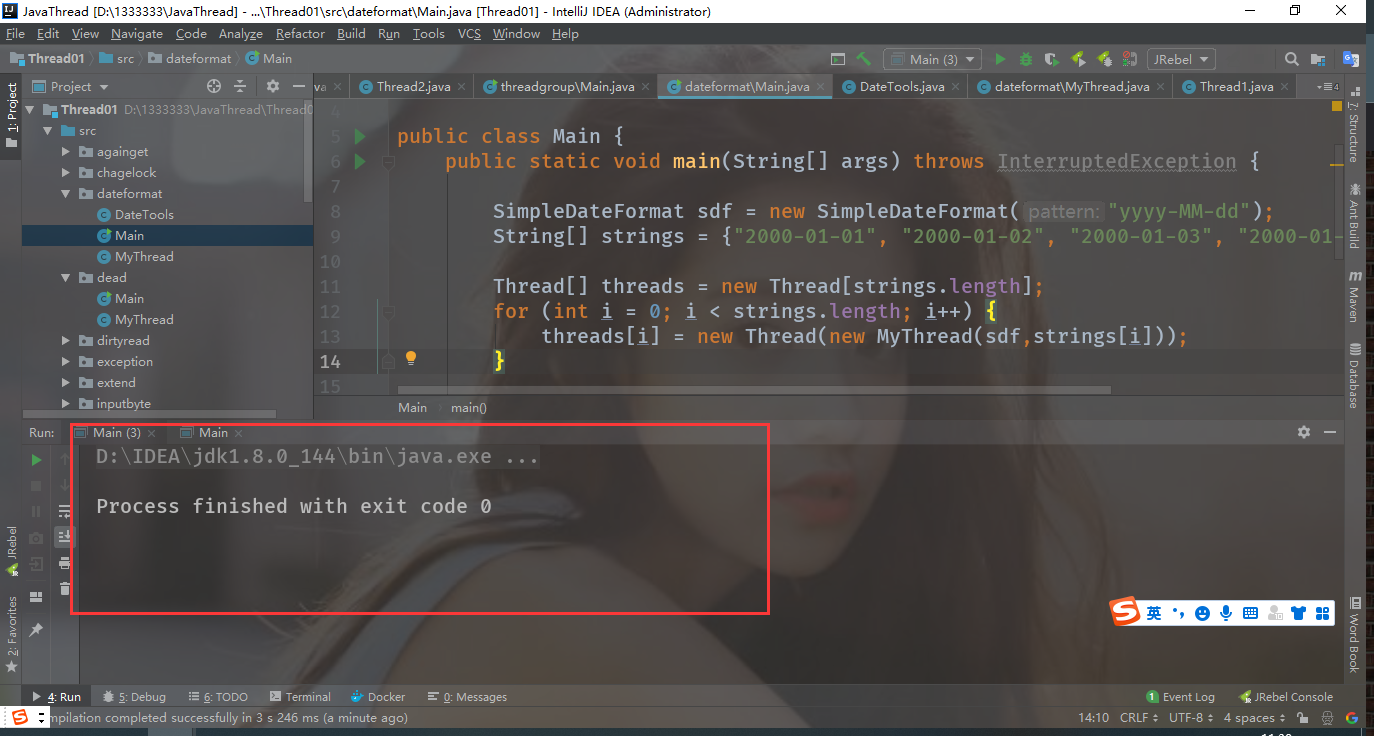 JavaThread [D:\1333333\JavaThread] - ...\Thread01\src\dateformat\Main.java [Thread01] - IntelliJ IDEA (Administrator)
File Edit View Navigate Code Analyze Refactor Build Run Tools VCS Window Help
Thread01 src dateformat Main Main (3) JRebel
Project va Thread2.java threadgroup\Main.java dateformat\Main.java DateTools.java dateformat\MyThread.java Thread1.java 4
1: Project
Thread01 D:\1333333\JavaThread\Thread0
src
againget
chagelock
dateformat
DateTools
Main
MyThread
dead
Main
MyThread
dirtyread
exception
extend
inputbyte
4
5 public class Main {
6 public static void main(String[] args) throws InterruptedException {
7
8 SimpleDateFormat sdf = new SimpleDateFormat( pattern: "yyyy-MM-dd");
9 String[] strings = {"2000-01-01", "2000-01-02", "2000-01-03", "2000-01-
10
11 Thread[] threads = new Thread[strings.length];
12 for (int i = 0; i < strings.length; i++) {
13 threads[i] = new Thread(new MyThread(sdf,strings[i]));
14 }
15
Main main()
7: Structure
Ant Build
m Maven
Database
Word Book
Run: Main (3) Main
D:\IDEA\jdk1.8.0_144\bin\java.exe ...
Process finished with exit code 0
JRebel
2: Favorites
S 英
4: Run 5: Debug 6: TODO Terminal Docker 0: Messages 1 Event Log JRebel Console
mpilation completed successfully in 3 s 246 ms (a minute ago) 14:10 CRLF UTF-8 4 spaces